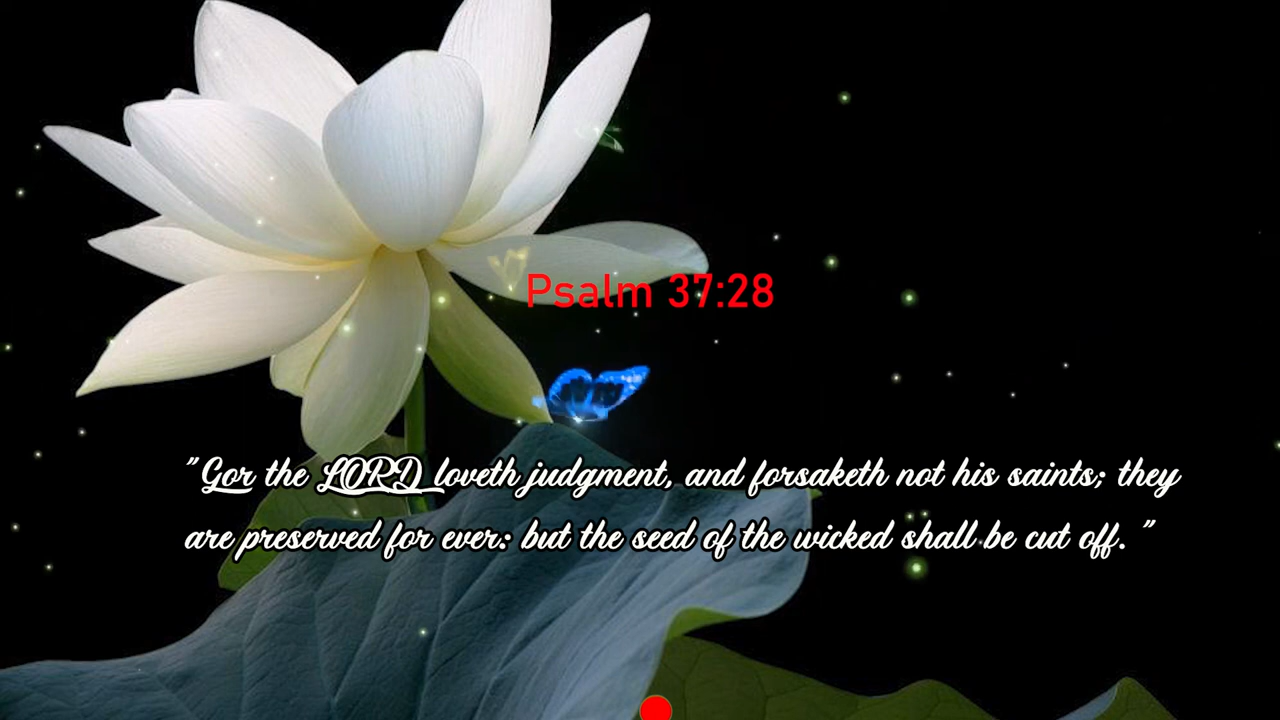 Psalm 37:28
"Gor the LORD loveth judgment, and forsaketh not his saints; they
are preserved for ever: but the seed of the wicked shall be cut off."